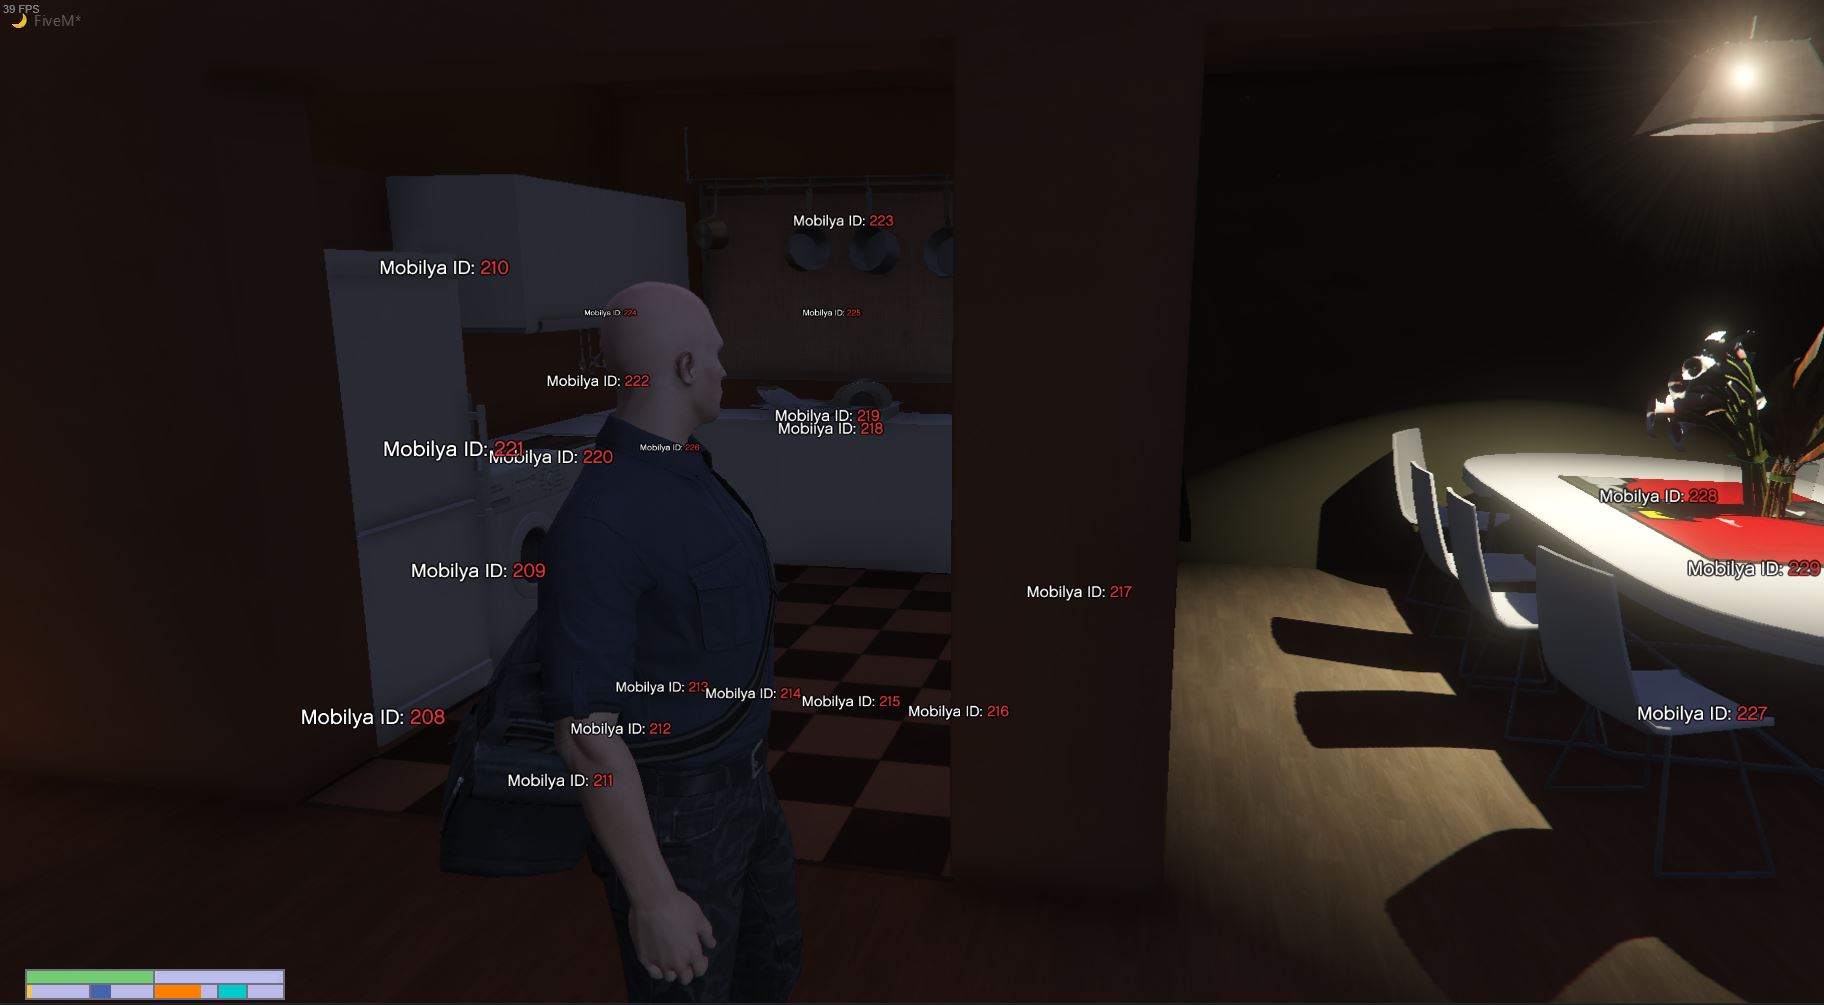 39 FPS
🌙 FiveM*
Mobilya ID: 223
Mobilya ID: 210
Mobilya ID: 224
Mobilya ID: 225
Mobilya ID: 222
Mobilya ID: 219
Mobilya ID: 218
Mobilya ID: 221
Mobilya ID: 220
Mobilya ID: 226
Mobilya ID: 228
Mobilya ID: 229
Mobilya ID: 209
Mobilya ID: 217
Mobilya ID: 213
Mobilya ID: 214
Mobilya ID: 215
Mobilya ID: 216
Mobilya ID: 208
Mobilya ID: 212
Mobilya ID: 227
Mobilya ID: 211